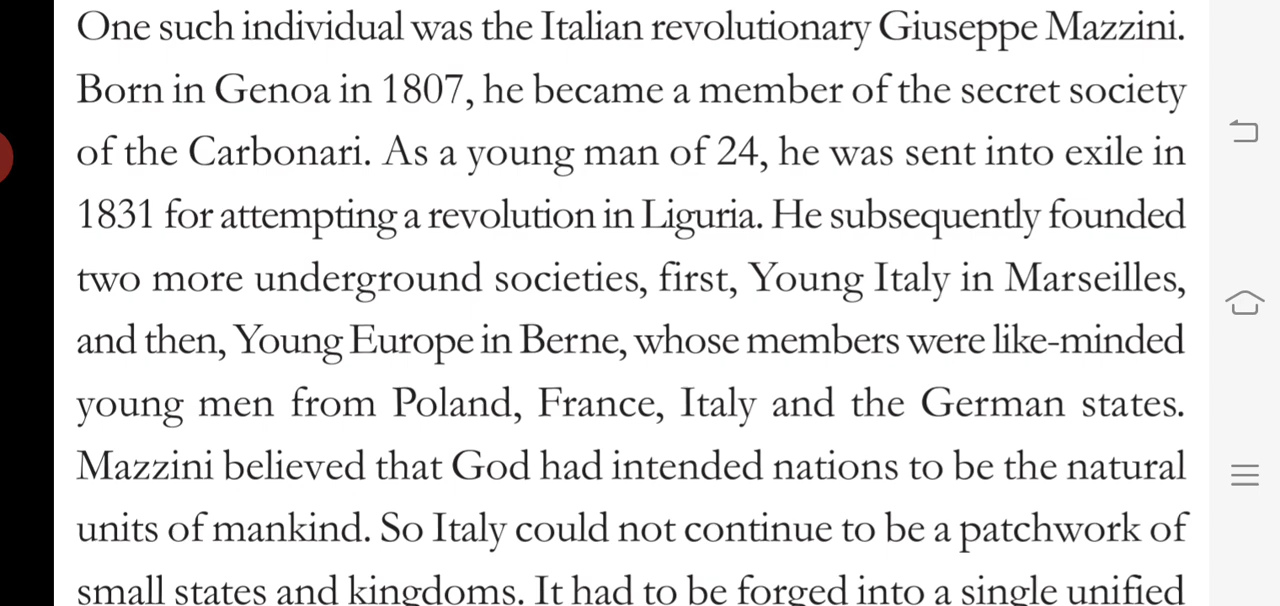 One such individual was the Italian revolutionary Giuseppe Mazzini.
Born in Genoa in 1807, he became a member of the secret society
of the Carbonari. As a young man of 24, he was sent into exile in
1831 for attempting a revolution in Liguria. He subsequently founded
two more underground societies, first, Young Italy in Marseilles,
and then, Young Europe in Berne, whose members were like-minded
young men from Poland, France, Italy and the German states.
Mazzini believed that God had intended nations to be the natural
units of mankind. So Italy could not continue to be a patchwork of
small states and kingdoms. It had to be forged into a single unified